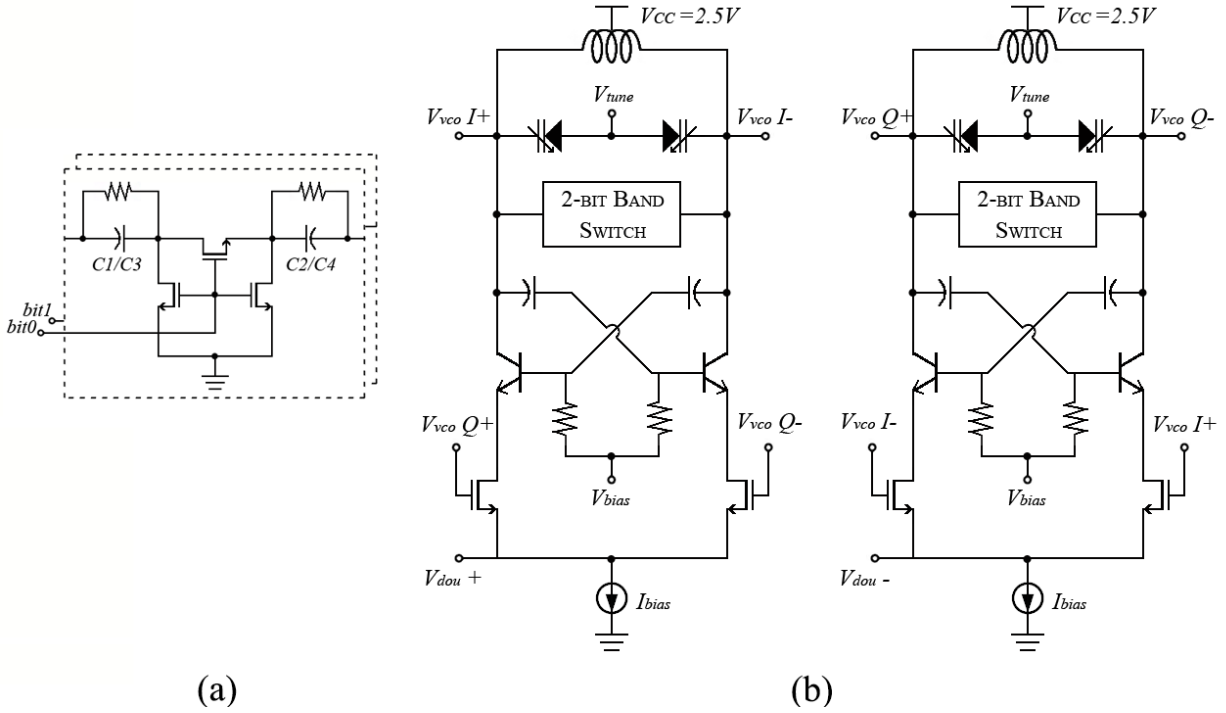 VCC = 2.5V
VCC = 2.5V
Vtune
Vtune
Vvco I+
Vvco I-
Vvco Q+
Vvco Q-
2-BIT BAND
SWITCH
2-BIT BAND
SWITCH
C1/C3
C2/C4
bit1
bit0
Vvco Q+
Vvco Q-
Vvco I-
Vvco I+
Vbias
Vbias
Vdou +
Vdou -
Ibias
Ibias
(a)
(b)